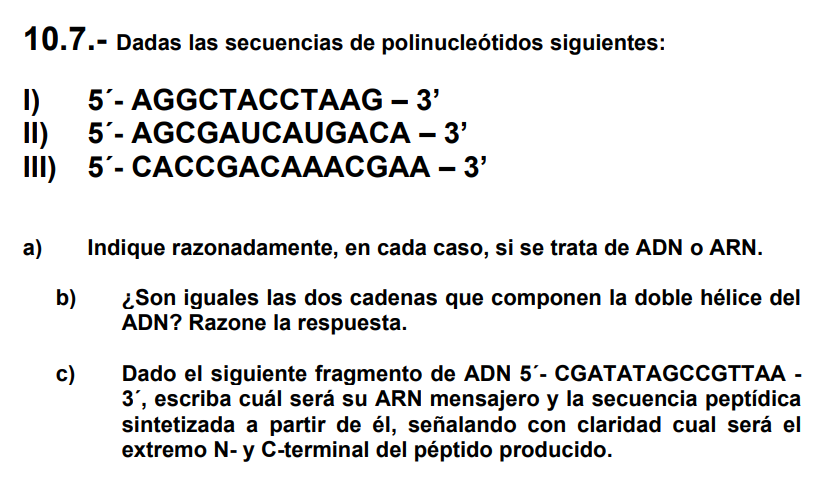 10.7.- Dadas las secuencias de polinucleótidos siguientes:
I) 5´- AGGCTACCTAAG – 3’
II) 5´- AGCGAUCAUGACA – 3’
III) 5´- CACCGACAAACGAA – 3’
a) Indique razonadamente, en cada caso, si se trata de ADN o ARN.
b) ¿Son iguales las dos cadenas que componen la doble hélice del
ADN? Razone la respuesta.
c) Dado el siguiente fragmento de ADN 5´- CGATATAGCCGTTAA -
3´, escriba cuál será su ARN mensajero y la secuencia peptídica
sintetizada a partir de él, señalando con claridad cual será el
extremo N- y C-terminal del péptido producido.